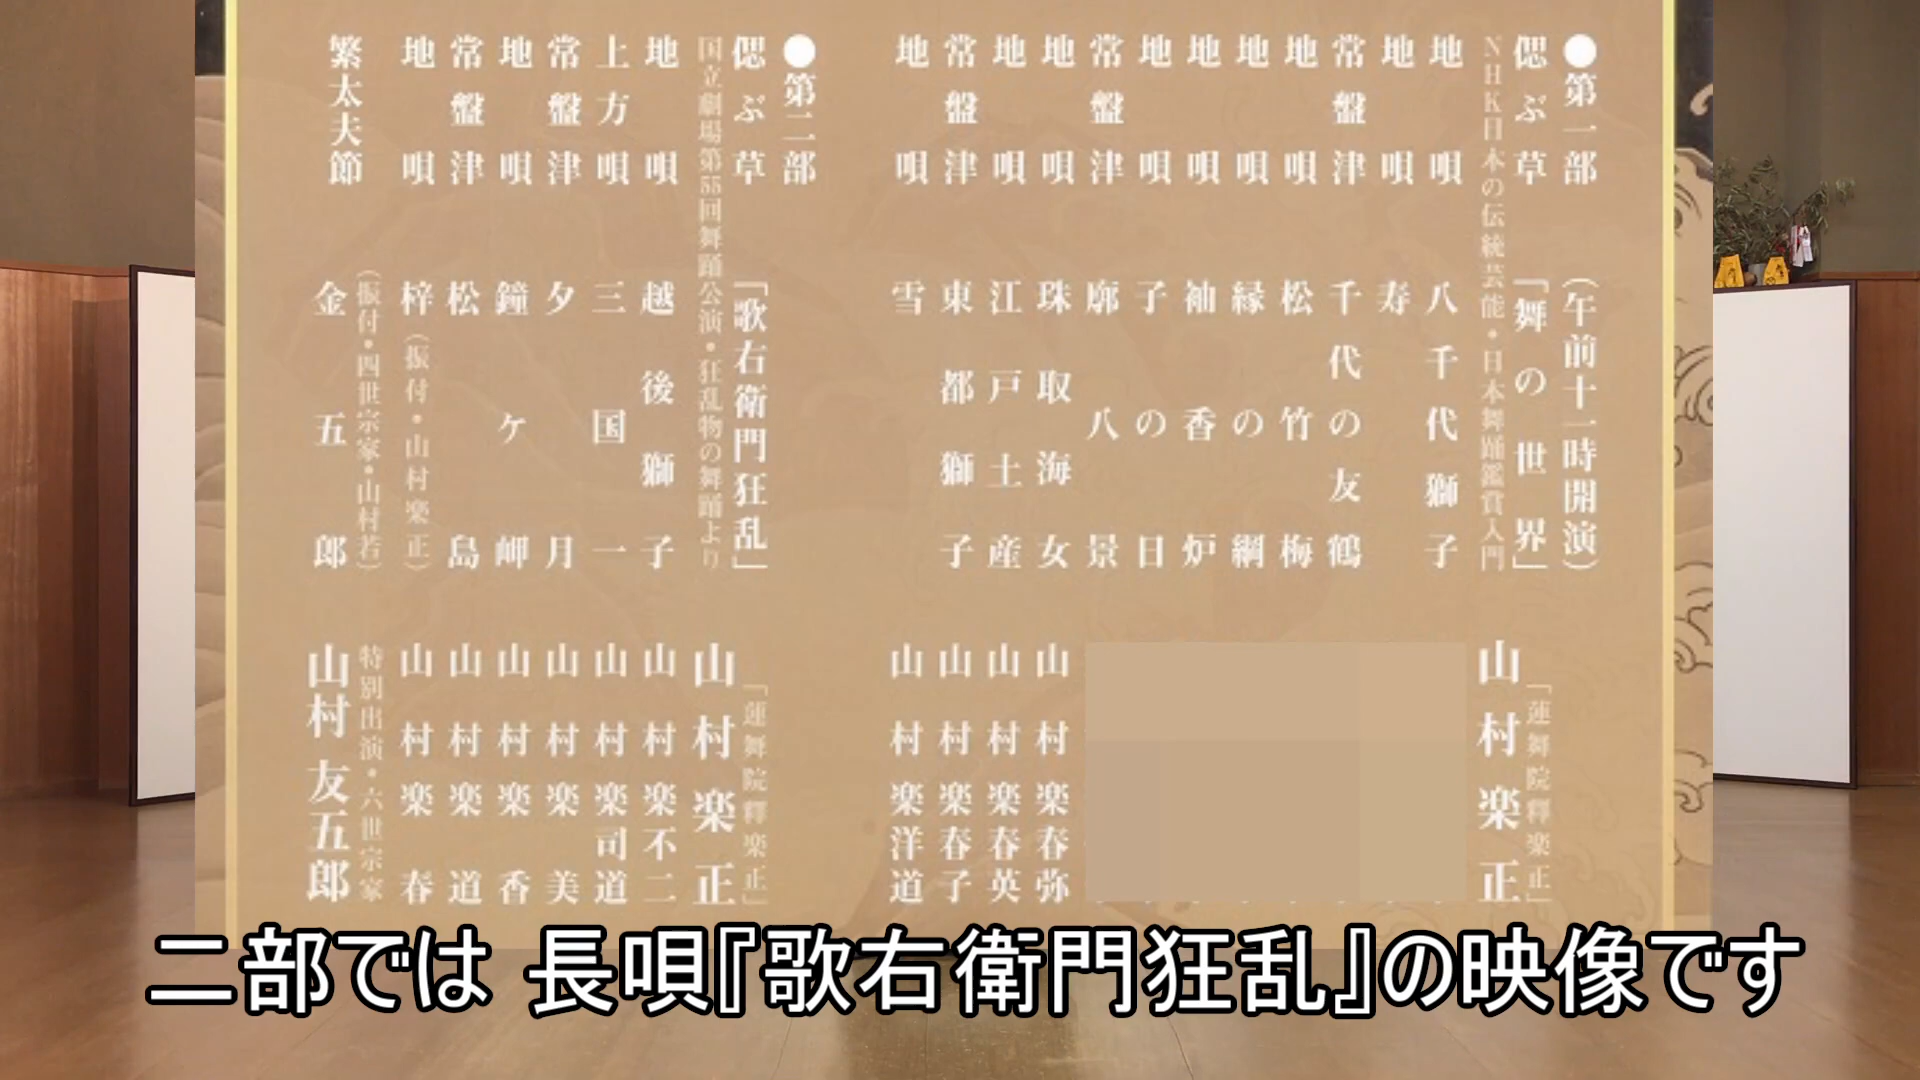 ●第一部 (午前十一時開演)
偲ぶ草 「舞の世界」
「蓮舞院釋楽正」
NHK日本の伝統芸能・日本舞踊鑑賞入門
山村楽正
地唄 八千代獅子
地唄 寿
常盤津 千代の友鶴
地唄 松竹梅
地唄 縁の綱
地唄 袖香炉
地唄 子の日
常盤津 廓八景
地唄 珠取海女 山村楽春弥
地唄 江戸土産 山村楽春英
常盤津 東都獅子 山村楽春子
地唄 雪 山村楽洋道
●第二部
偲ぶ草 「歌右衛門狂乱」
「蓮舞院釋楽正」
国立劇場第55回舞踊公演・狂乱物の舞踊より
山村楽正
地唄 越後獅子 山村楽不二
上方唄 三国一 山村楽司道
常盤津 夕月 山村楽美
地唄 鐘ケ岬 山村楽香
常盤津 松島 山村楽道
地唄 梓 (振付・山村楽正) 山村楽春
(振付・四世宗家・山村若) 特別出演・六世宗家
繁太夫節 金五郎 山村友五郎
二部では 長唄『歌右衛門狂乱』の映像です